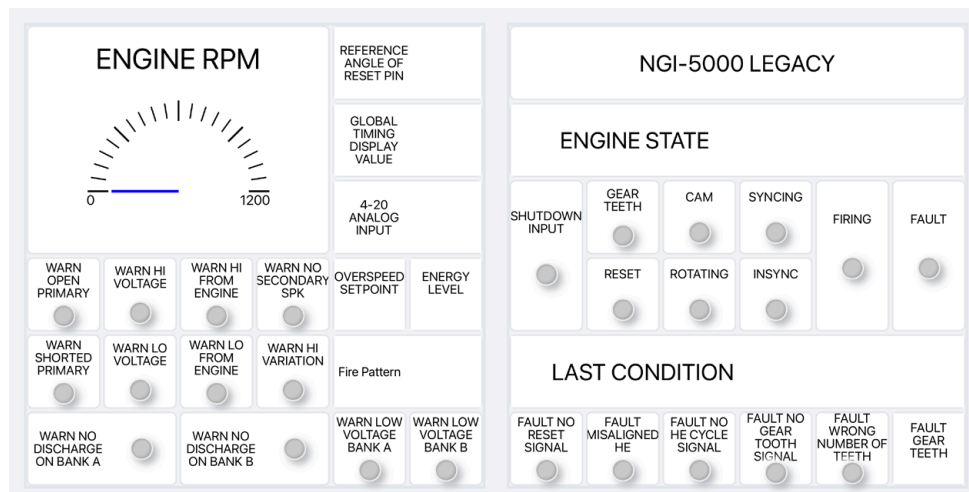 ENGINE RPM
0
1200
REFERENCE
ANGLE OF
RESET PIN
GLOBAL
TIMING
DISPLAY
VALUE
4-20
ANALOG
INPUT
WARN
OPEN
PRIMARY
WARN HI
VOLTAGE
WARN HI
FROM
ENGINE
WARN NO
SECONDARY
SPK
OVERSPEED
SETPOINT
ENERGY
LEVEL
WARN
SHORTED
PRIMARY
WARN LO
VOLTAGE
WARN LO
FROM
ENGINE
WARN HI
VARIATION
Fire Pattern
WARN NO
DISCHARGE
ON BANK A
WARN NO
DISCHARGE
ON BANK B
WARN LOW
VOLTAGE
BANK A
WARN LOW
VOLTAGE
BANK B
NGI-5000 LEGACY
ENGINE STATE
SHUTDOWN
INPUT
GEAR
TEETH
CAM
SYNCING
FIRING
FAULT
RESET
ROTATING
INSYNC
LAST CONDITION
FAULT NO
RESET
SIGNAL
FAULT
MISALIGNED
HE
FAULT NO
HE CYCLE
SIGNAL
FAULT NO
GEAR
TOOTH
SIGNAL
FAULT
WRONG
NUMBER OF
TEETH
FAULT
GEAR
TEETH